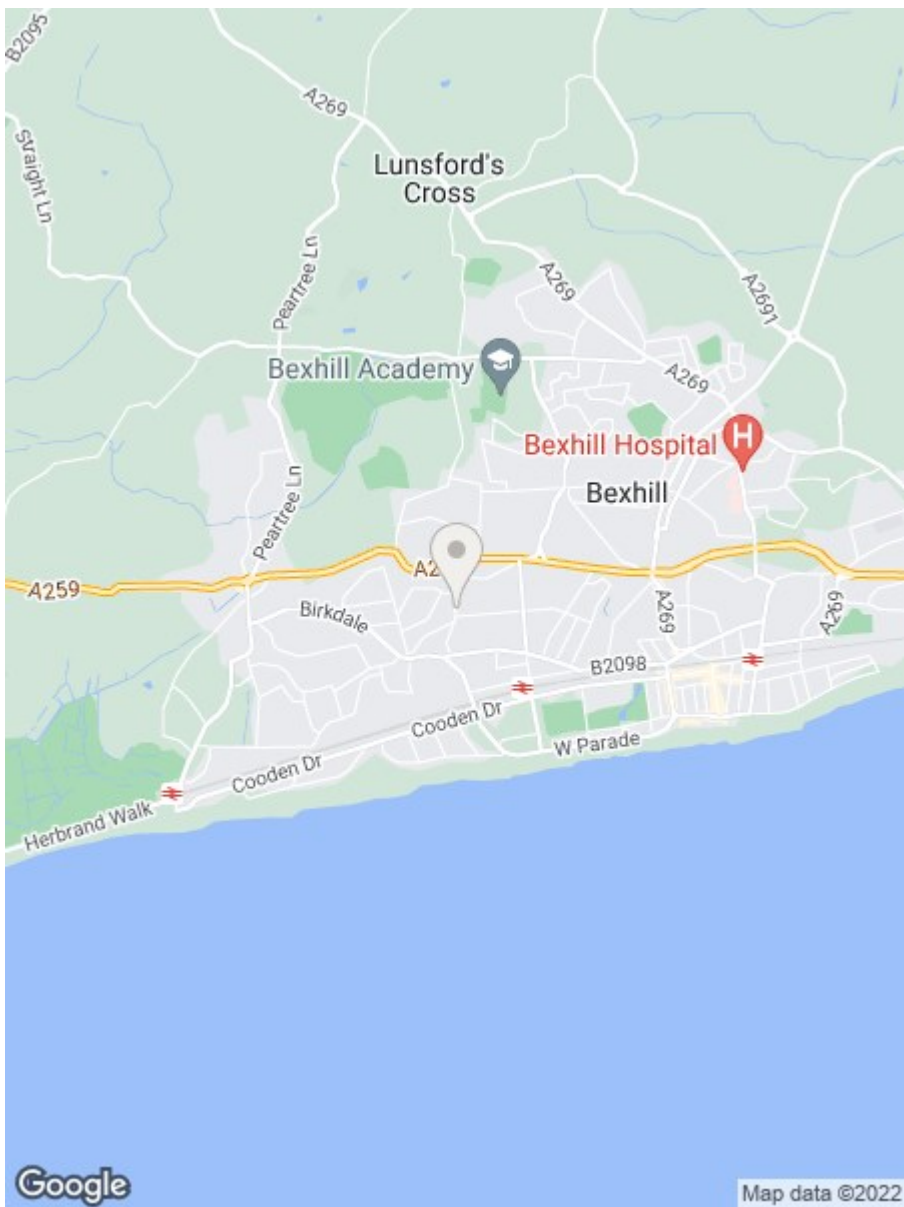 B2095
A269
Straight Ln
Lunsford's
Cross
Peartree Ln
A269
A2691
Bexhill Academy
A269
Bexhill Hospital
H
Bexhill
Peartree Ln
A259
A2
Birkdale
A269
A269
B2098
Cooden Dr
W Parade
Cooden Dr
Herbrand Walk
Google
Map data ©2022